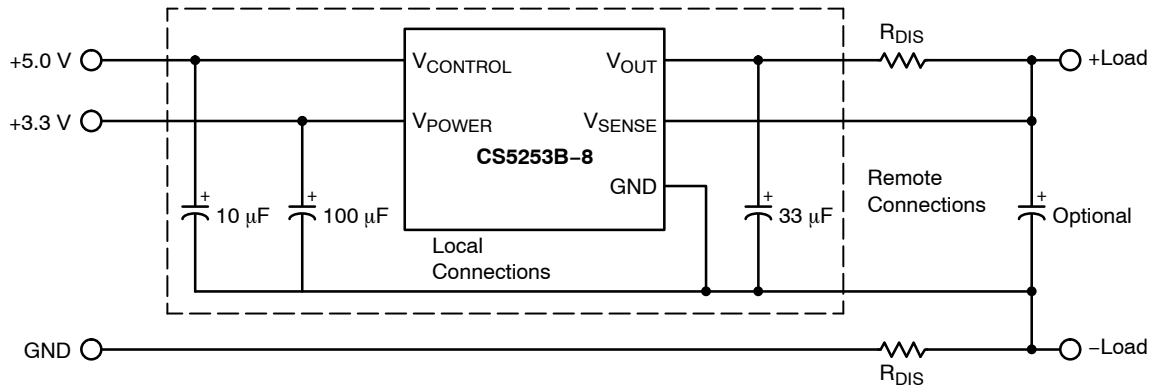 R_DIS
+5.0 V
V_CONTROL
V_OUT
+Load
+3.3 V
V_POWER
V_SENSE
CS5253B−8
GND
Remote
Connections
+
10 μF
+
100 μF
+
33 μF
+
Optional
Local
Connections
GND
−Load
R_DIS